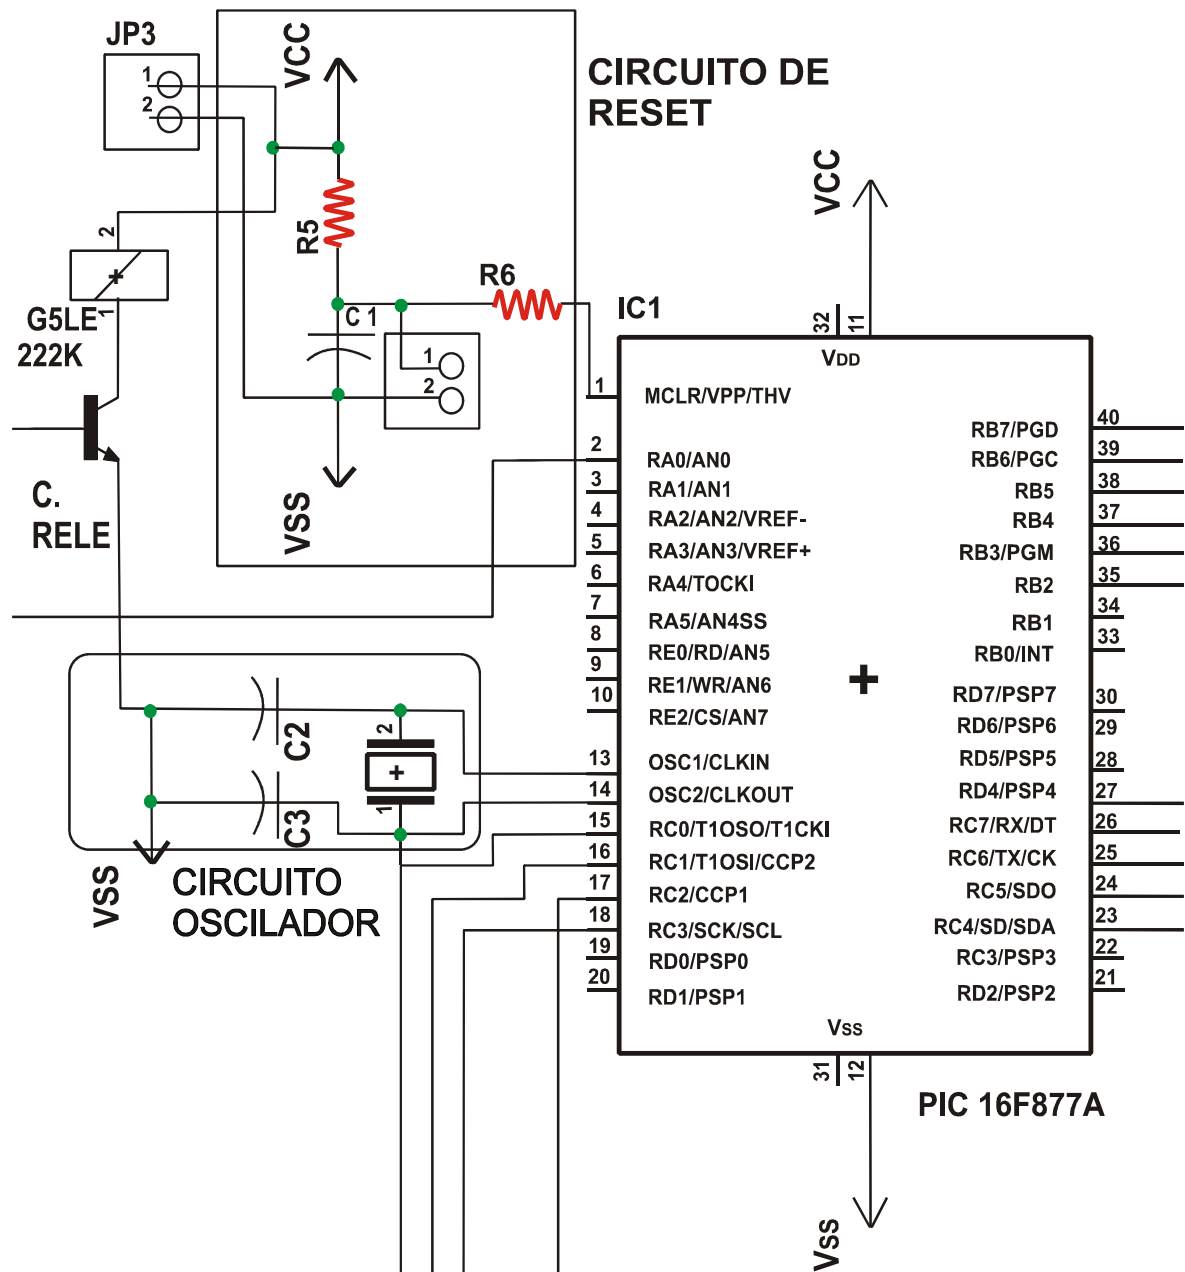 JP3
1
2
VCC
CIRCUITO DE
RESET
VCC
R5
2
G5LE
1
222K
R6
C 1
1
2
IC1
32
11
VDD
1
MCLR/VPP/THV
2
RA0/AN0
3
RA1/AN1
4
RA2/AN2/VREF-
5
RA3/AN3/VREF+
6
RA4/TOCKI
7
RA5/AN4SS
8
RE0/RD/AN5
9
RE1/WR/AN6
10
RE2/CS/AN7
13
OSC1/CLKIN
14
OSC2/CLKOUT
15
RC0/T1OSO/T1CKI
16
RC1/T1OSI/CCP2
17
RC2/CCP1
18
RC3/SCK/SCL
19
RD0/PSP0
20
RD1/PSP1
RB7/PGD
40
RB6/PGC
39
RB5
38
RB4
37
RB3/PGM
36
RB2
35
RB1
34
RB0/INT
33
RD7/PSP7
30
RD6/PSP6
29
RD5/PSP5
28
RD4/PSP4
27
RC7/RX/DT
26
RC6/TX/CK
25
RC5/SDO
24
RC4/SD/SDA
23
RC3/PSP3
22
RD2/PSP2
21
C.
RELE
VSS
C2
2
+
1
C3
VSS
CIRCUITO
OSCILADOR
Vss
31
12
PIC 16F877A
Vss